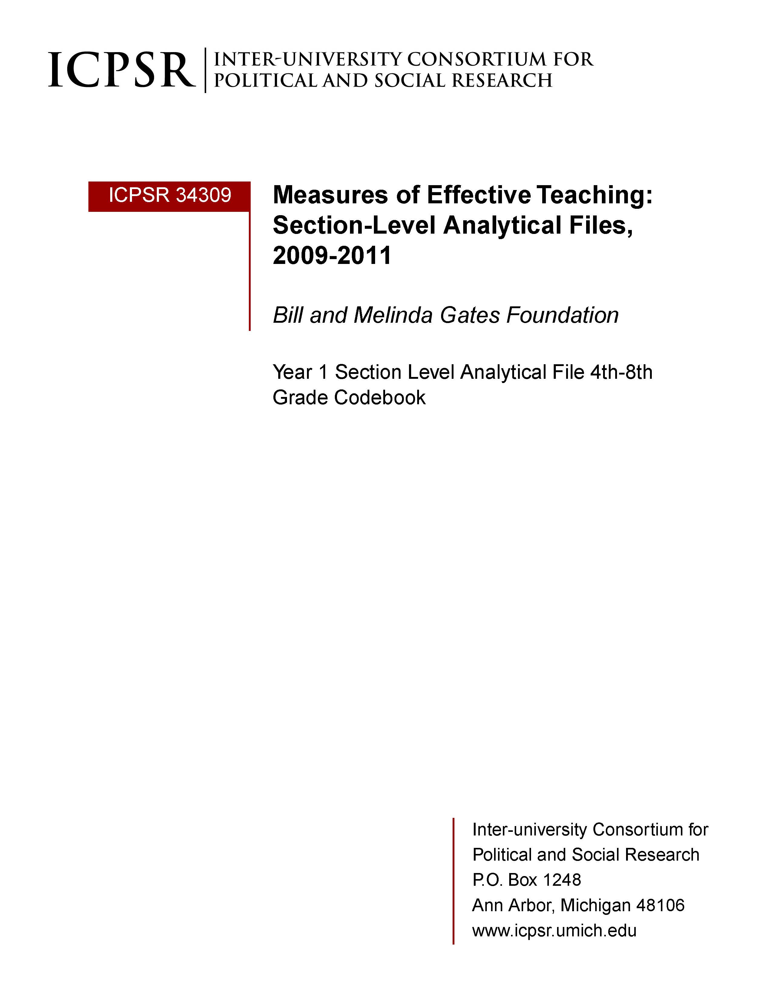 ICPSR
INTER-UNIVERSITY CONSORTIUM FOR
POLITICAL AND SOCIAL RESEARCH
ICPSR 34309
Measures of Effective Teaching:
Section-Level Analytical Files,
2009-2011
Bill and Melinda Gates Foundation
Year 1 Section Level Analytical File 4th-8th
Grade Codebook
Inter-university Consortium for
Political and Social Research
P.O. Box 1248
Ann Arbor, Michigan 48106
www.icpsr.umich.edu